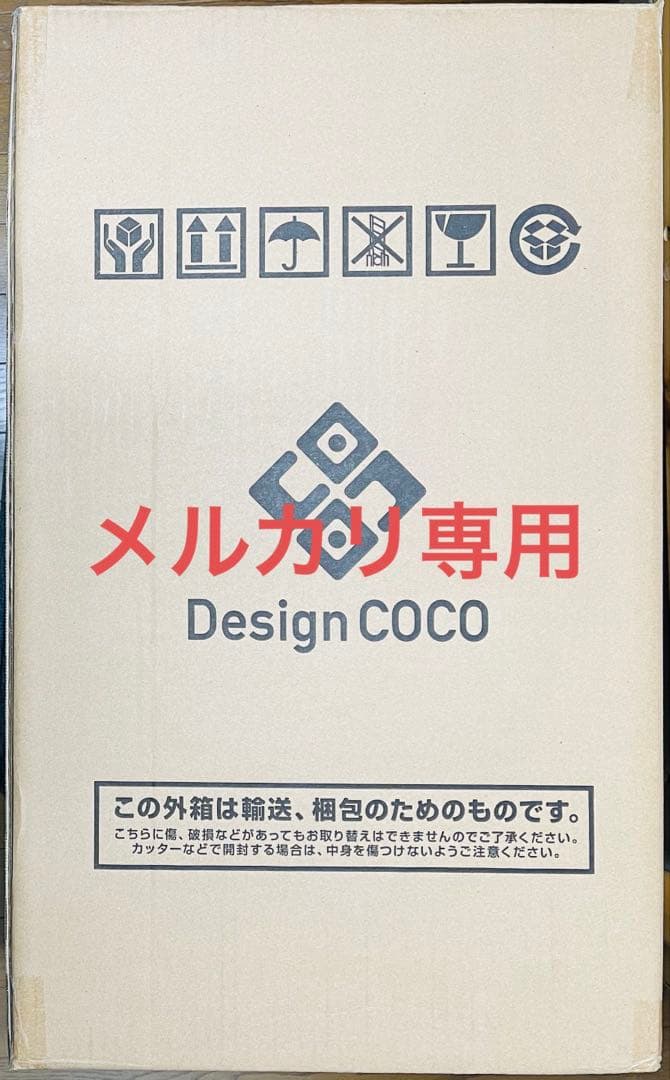 メルカリ専用
Design COCO
この外箱は輸送、梱包のためのものです。
こちらに傷、破損などがあってもお取り替えはできませんのでご了承ください。
カッターなどで開封する場合は、中身を傷つけないようご注意ください。